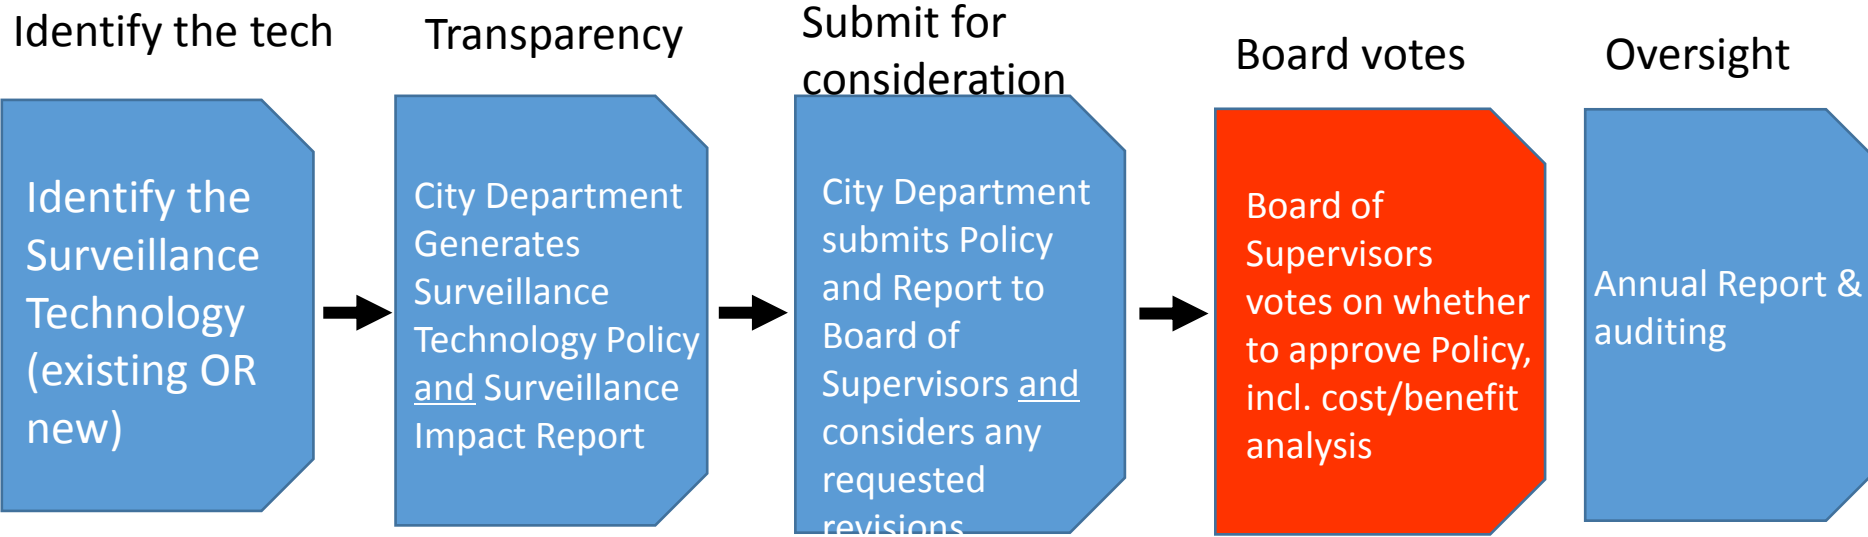 Identify the tech
Transparency
Submit for
consideration
Board votes
Oversight
Identify the
Surveillance
Technology
(existing OR
new)
City Department
Generates
Surveillance
Technology Policy
and Surveillance
Impact Report
City Department
submits Policy
and Report to
Board of
Supervisors and
considers any
requested
revisions
Board of
Supervisors
votes on whether
to approve Policy,
incl. cost/benefit
analysis
Annual Report &
auditing